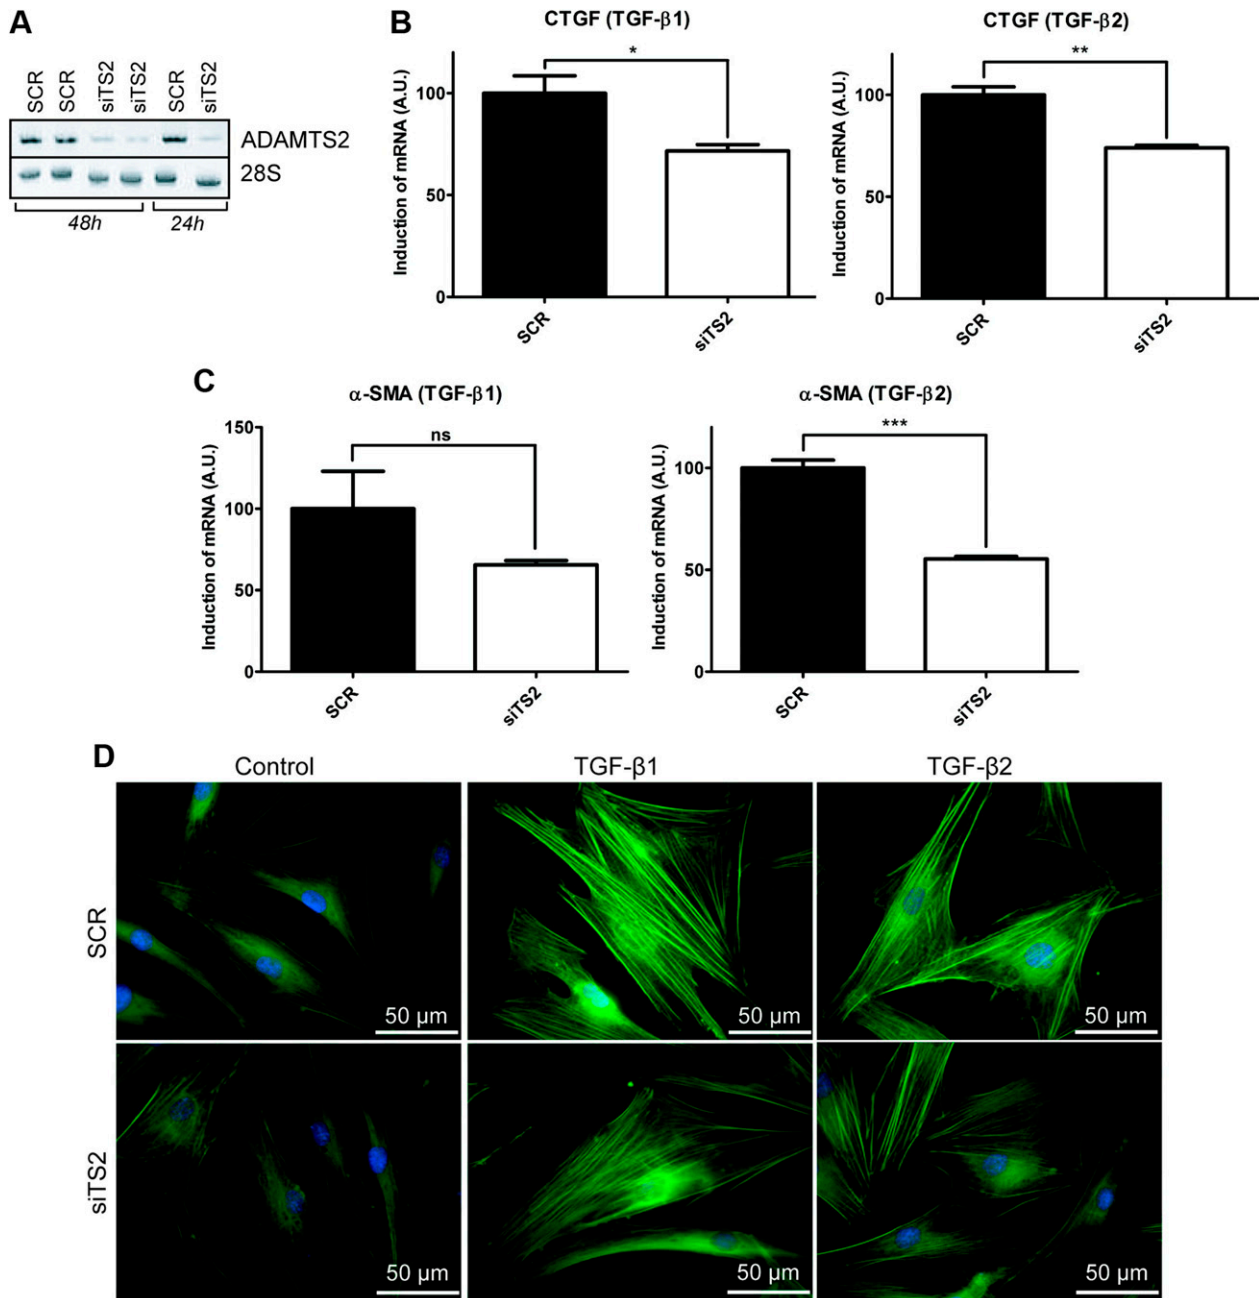 A
SCR
SCR
siTS2
siTS2
SCR
siTS2
ADAMTS2
28S
48h
24h
B
CTGF (TGF-β1)
Induction of mRNA (A.U.)
100
50
0
*
SCR
siTS2
CTGF (TGF-β2)
Induction of mRNA (A.U.)
100
50
0
**
SCR
siTS2
C
α-SMA (TGF-β1)
Induction of mRNA (A.U.)
150
100
50
0
ns
SCR
siTS2
α-SMA (TGF-β2)
Induction of mRNA (A.U.)
100
50
0
***
SCR
siTS2
D
Control
TGF-β1
TGF-β2
SCR
50 µm
50 µm
50 µm
siTS2
50 µm
50 µm
50 µm